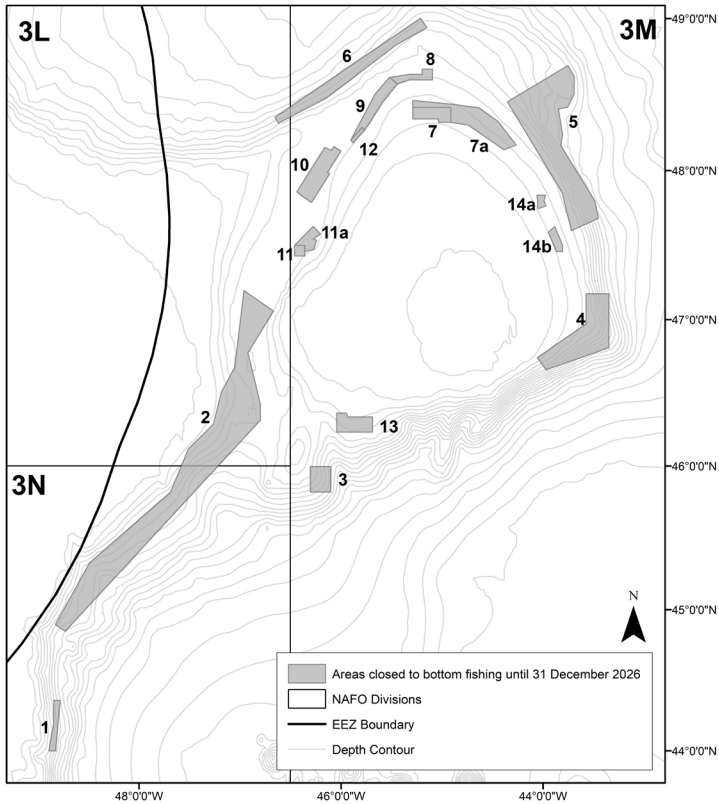 3L
3M
49°0'0"N
6
8
9
5
7
7a
12
10
48°0'0"N
14a
11a
14b
11
4
47°0'0"N
2
13
3N
3
46°0'0"N
45°0'0"N
N
Areas closed to bottom fishing until 31 December 2026
NAFO Divisions
1
EEZ Boundary
Depth Contour
44°0'0"N
48°0'0"W
46°0'0"W
44°0'0"W